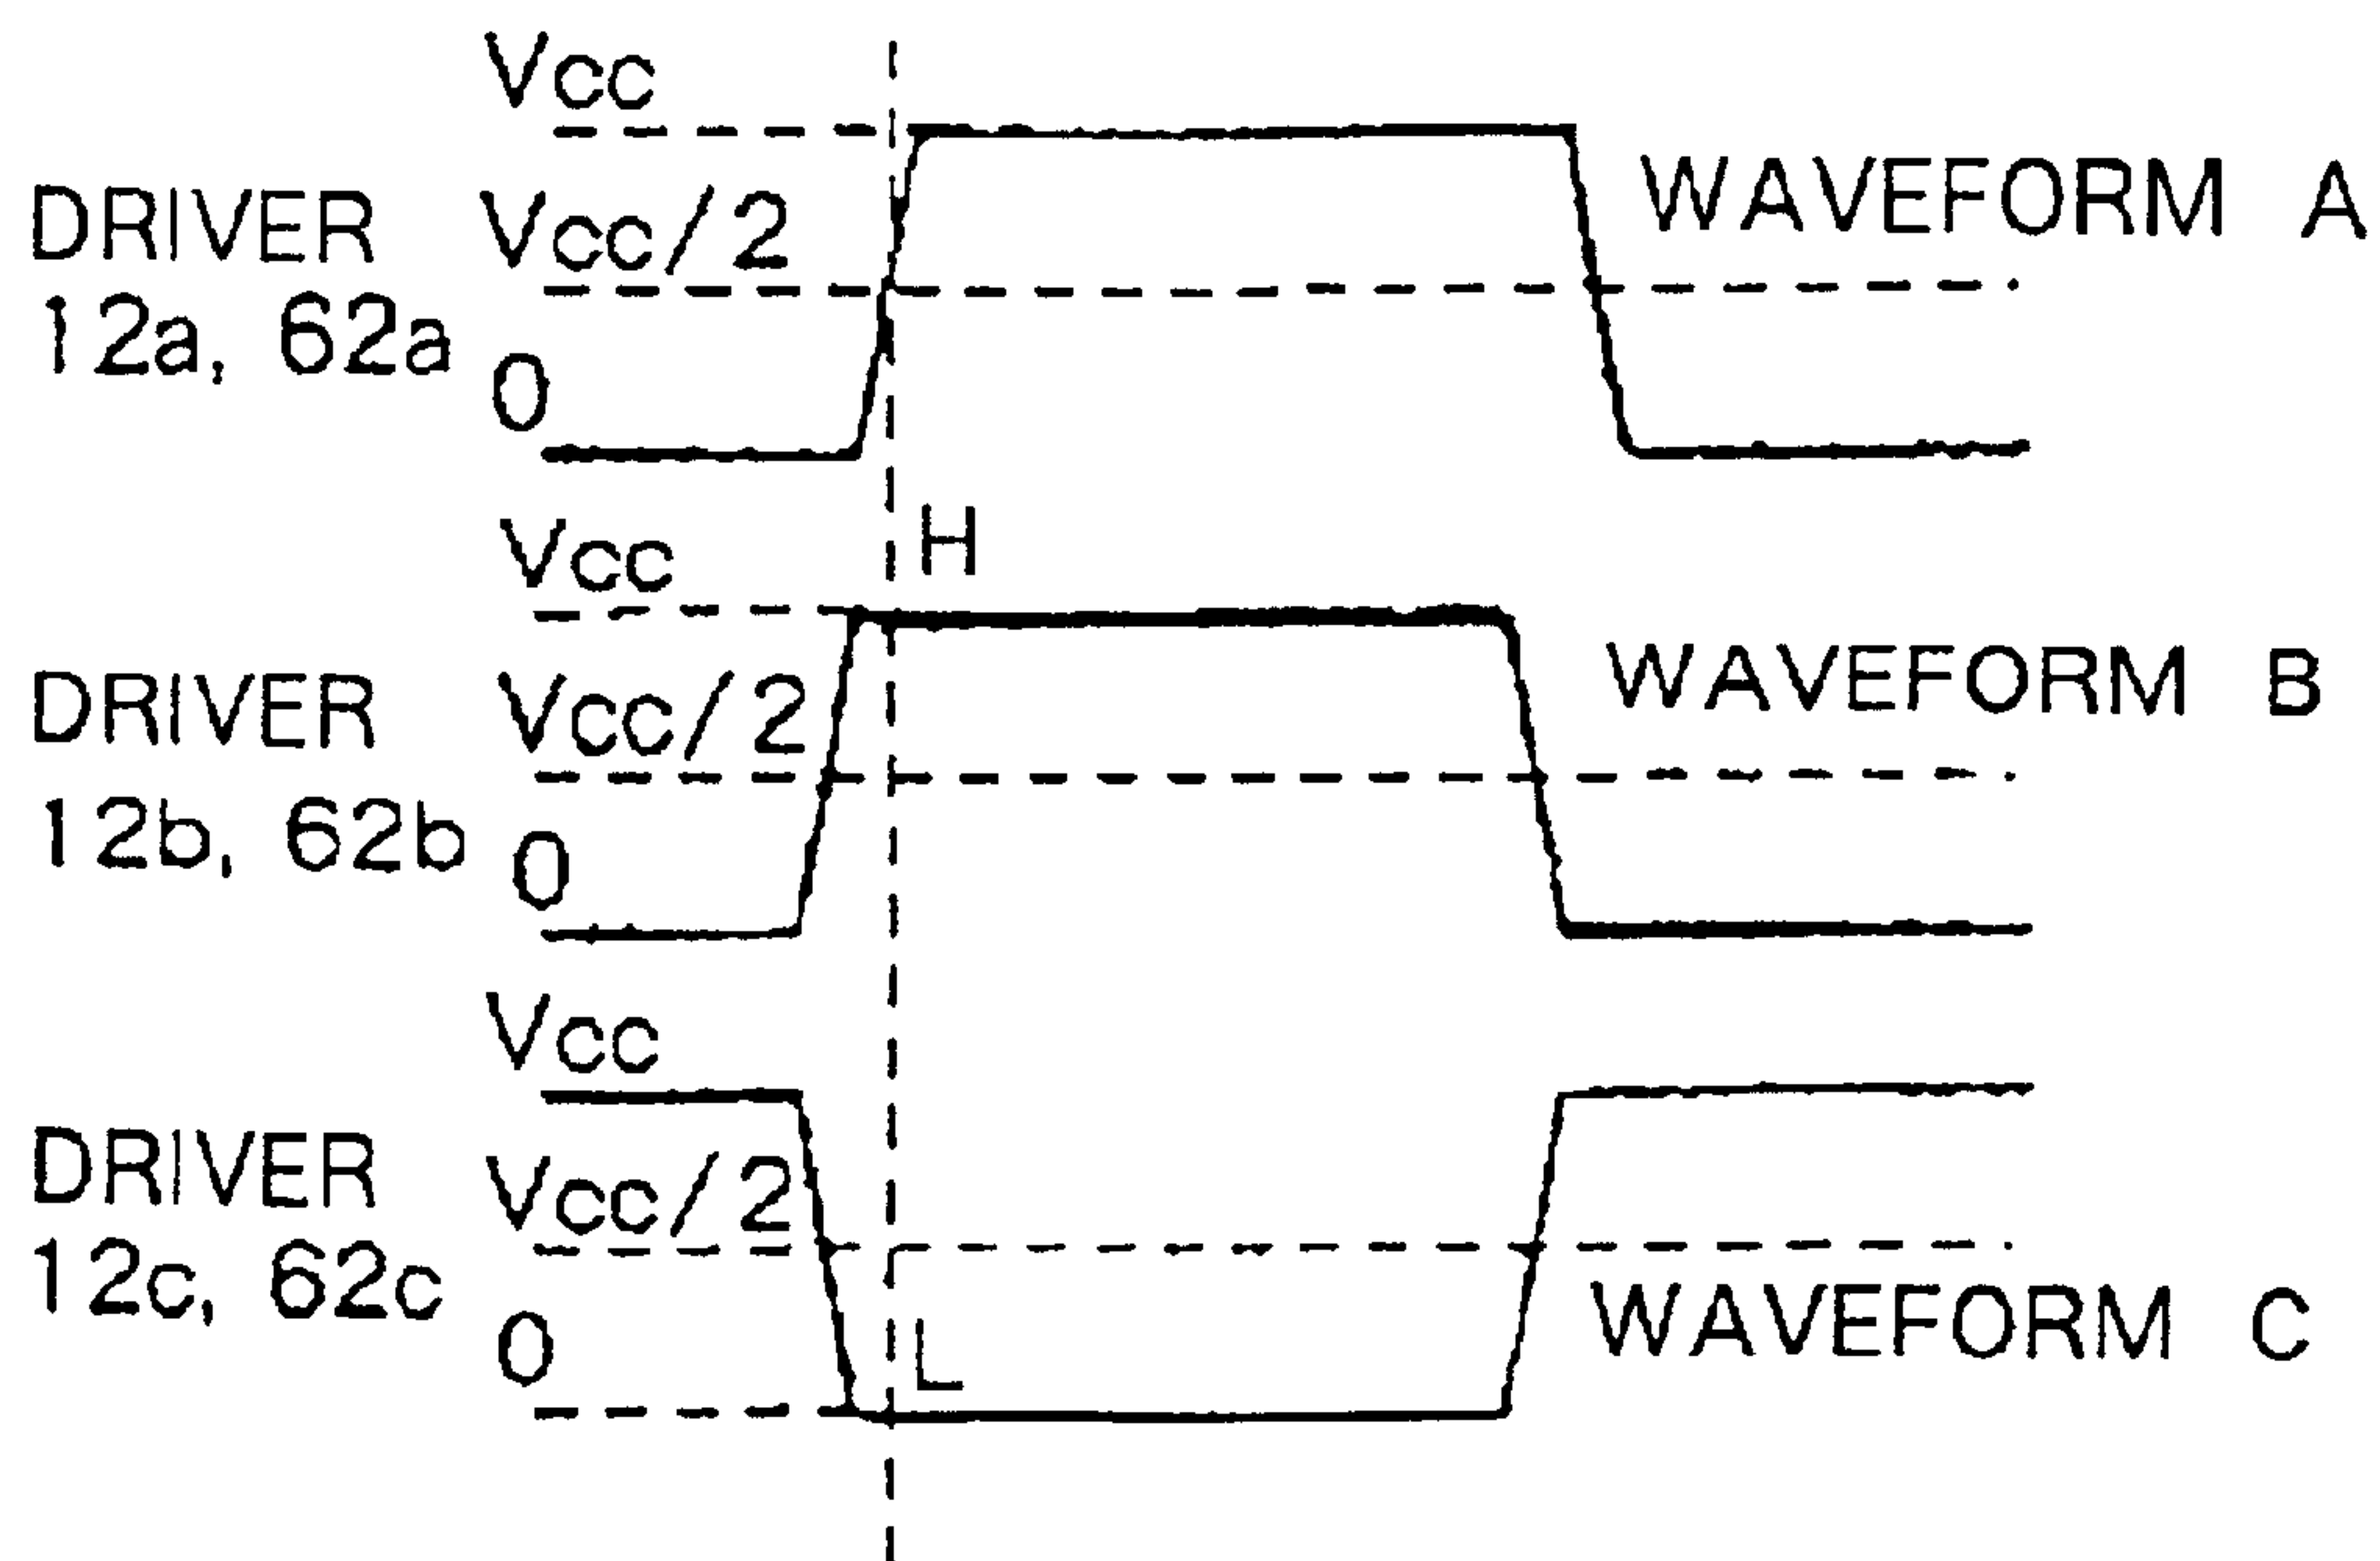 Vcc
DRIVER Vcc/2 WAVEFORM A
12a, 62a 0
Vcc H
DRIVER Vcc/2 WAVEFORM B
12b, 62b 0
Vcc
DRIVER Vcc/2
12c, 62c 0 L WAVEFORM C